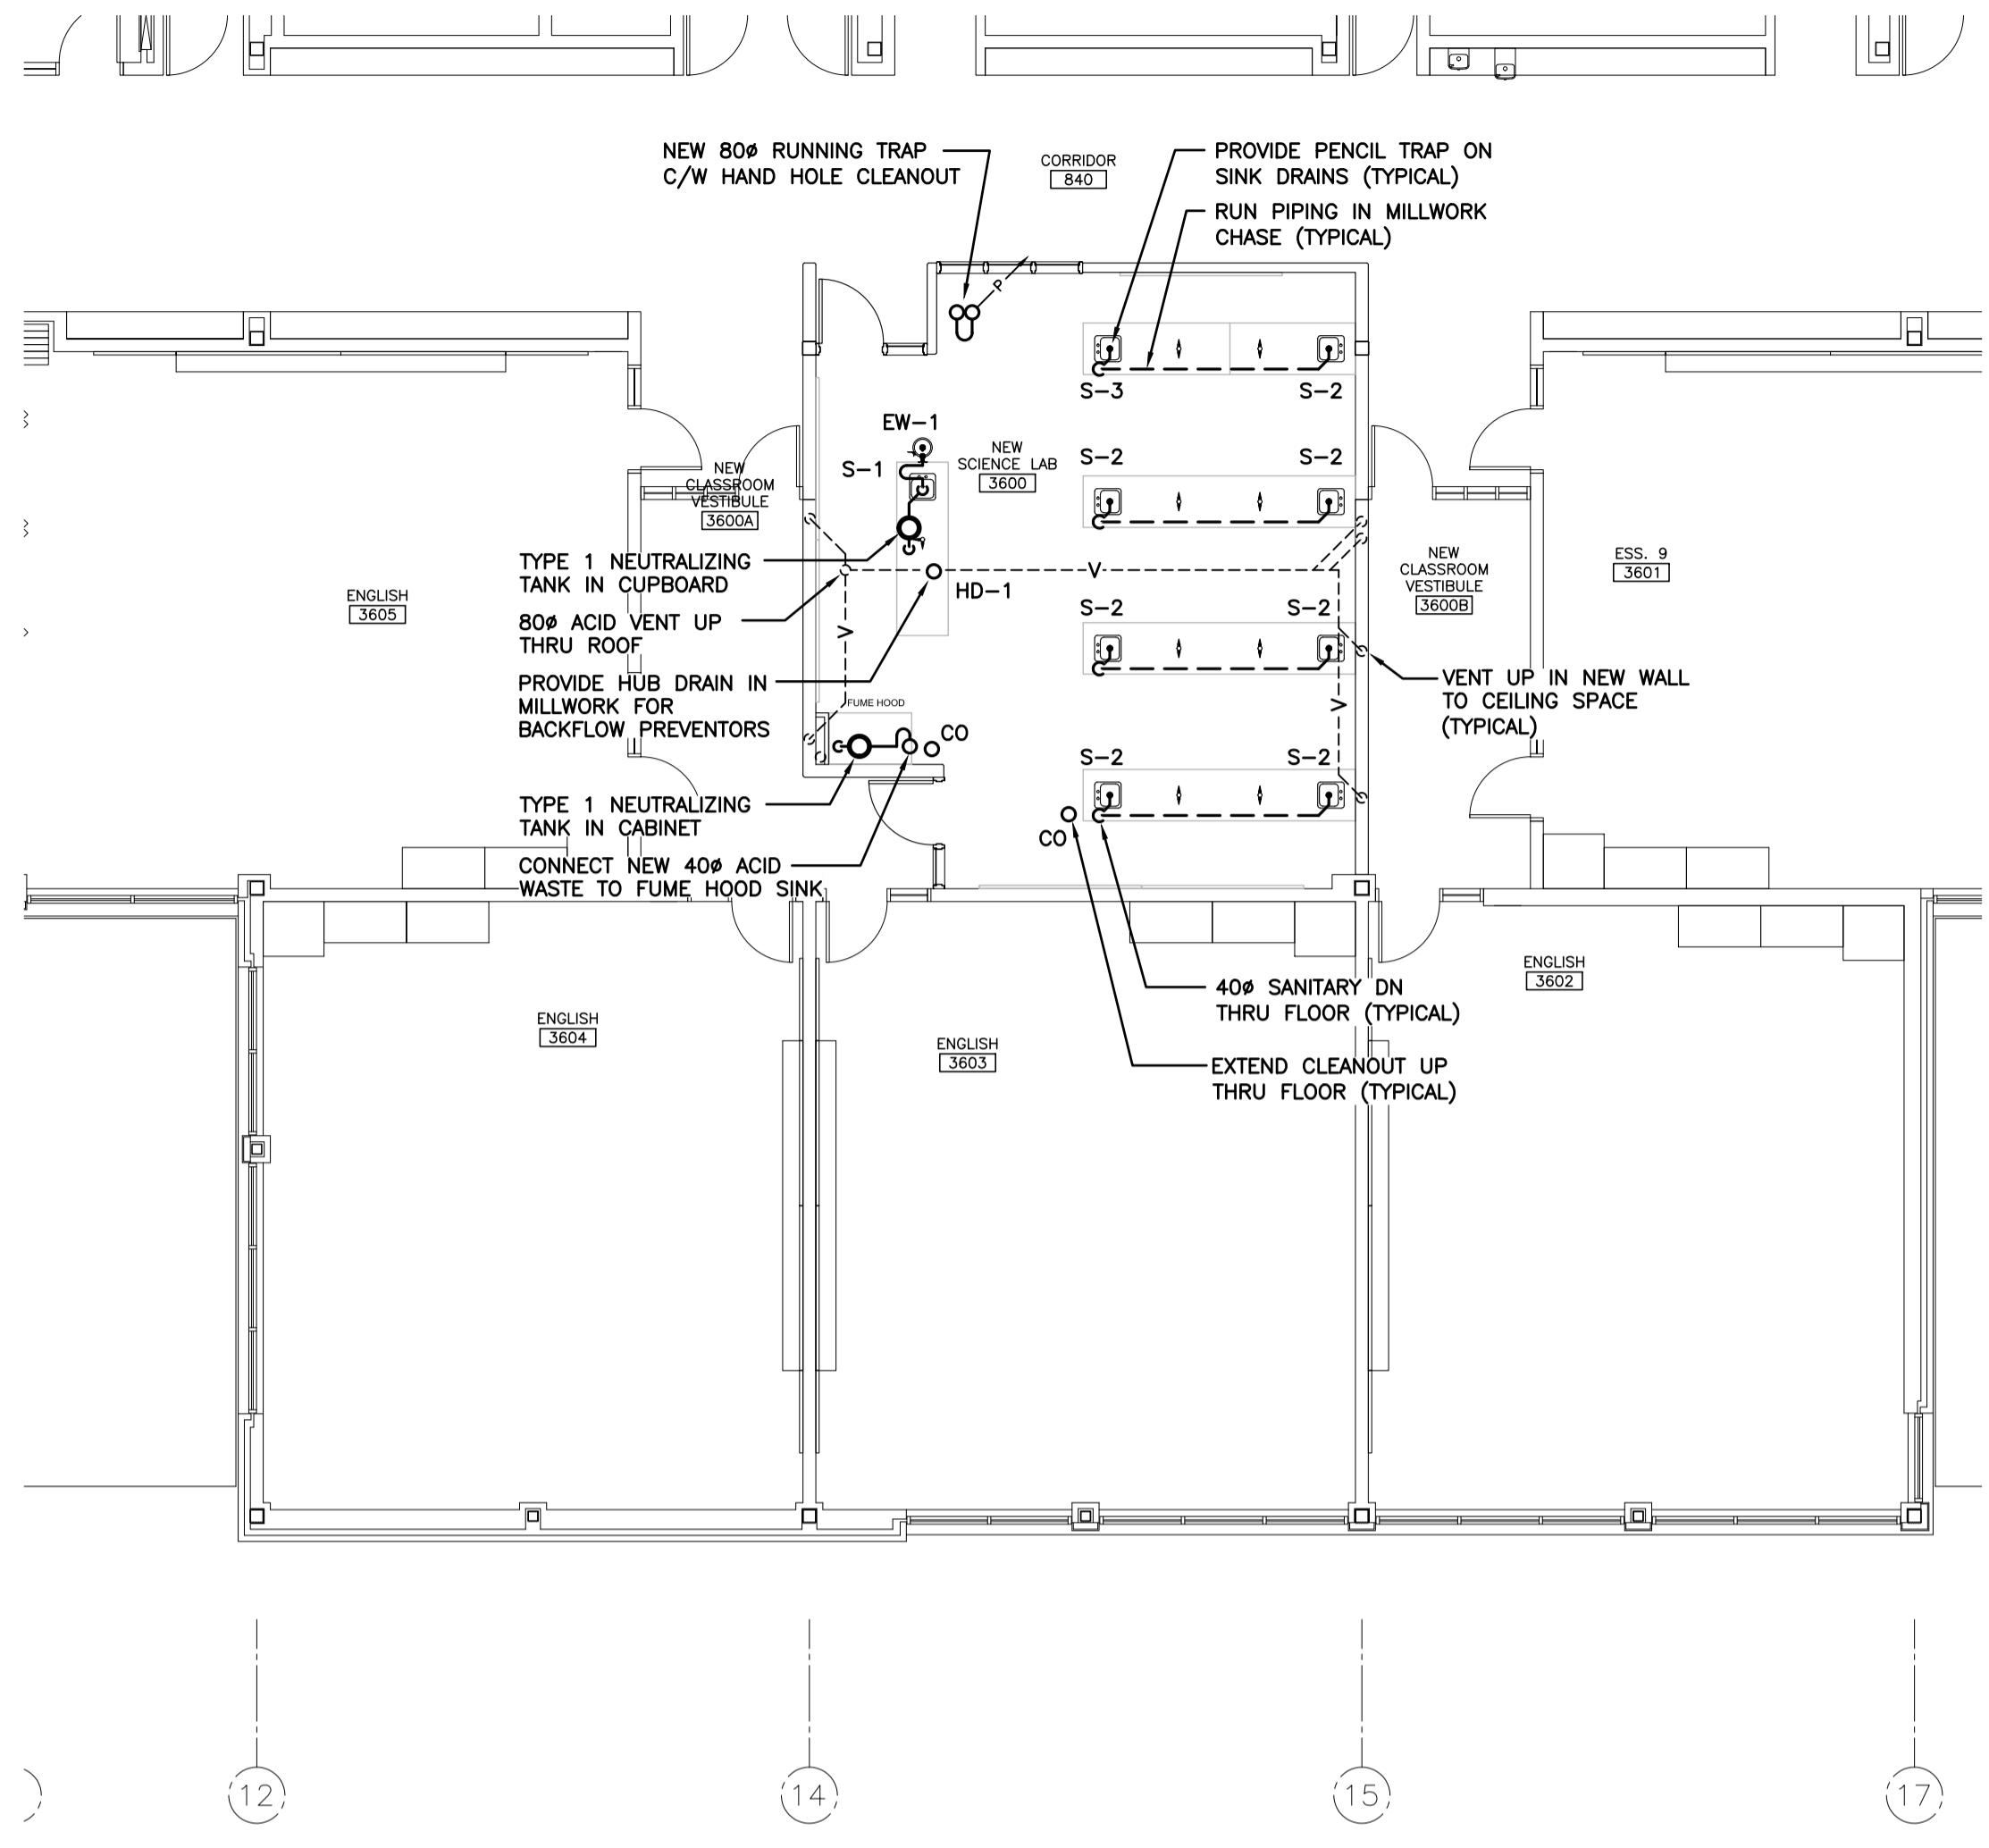 NEW 80ø RUNNING TRAP
C/W HAND HOLE CLEANOUT
CORRIDOR
840
PROVIDE PENCIL TRAP ON
SINK DRAINS (TYPICAL)
RUN PIPING IN MILLWORK
CHASE (TYPICAL)
P
S-3
S-2
EW-1
S-1
NEW
SCIENCE LAB
3600
S-2
S-2
NEW
CLASSROOM
VESTIBULE
3600A
TYPE 1 NEUTRALIZING
TANK IN CUPBOARD
80ø ACID VENT UP
THRU ROOF
PROVIDE HUB DRAIN IN
MILLWORK FOR
BACKFLOW PREVENTORS
HD-1
V
V
V
S-2
S-2
NEW
CLASSROOM
VESTIBULE
3600B
ESS. 9
3601
ENGLISH
3605
VENT UP IN NEW WALL
TO CEILING SPACE
(TYPICAL)
FUME HOOD
CO
S-2
S-2
TYPE 1 NEUTRALIZING
TANK IN CABINET
CO
CONNECT NEW 40ø ACID
WASTE TO FUME HOOD SINK
40ø SANITARY DN
THRU FLOOR (TYPICAL)
EXTEND CLEANOUT UP
THRU FLOOR (TYPICAL)
ENGLISH
3604
ENGLISH
3603
ENGLISH
3602
12
14
15
17